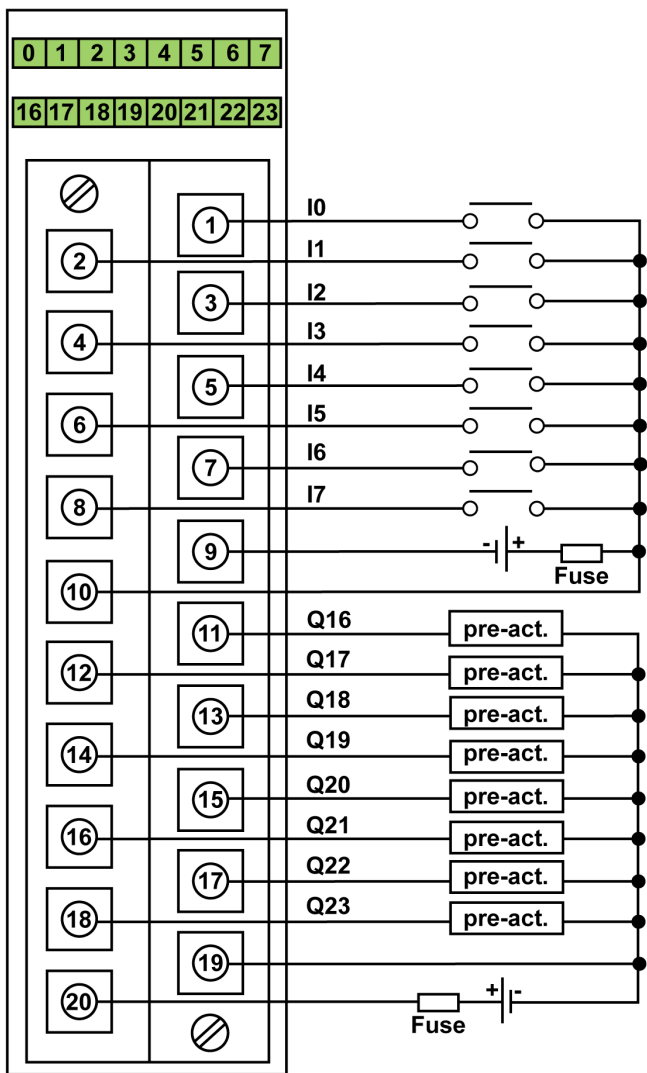 0 1 2 3 4 5 6 7
16 17 18 19 20 21 22 23
1 I0
2 I1
3 I2
4 I3
5 I4
6 I5
7 I6
8 I7
9 - +
Fuse
10
11 Q16 pre-act.
12 Q17 pre-act.
13 Q18 pre-act.
14 Q19 pre-act.
15 Q20 pre-act.
16 Q21 pre-act.
17 Q22 pre-act.
18 Q23 pre-act.
19
20 + -
Fuse